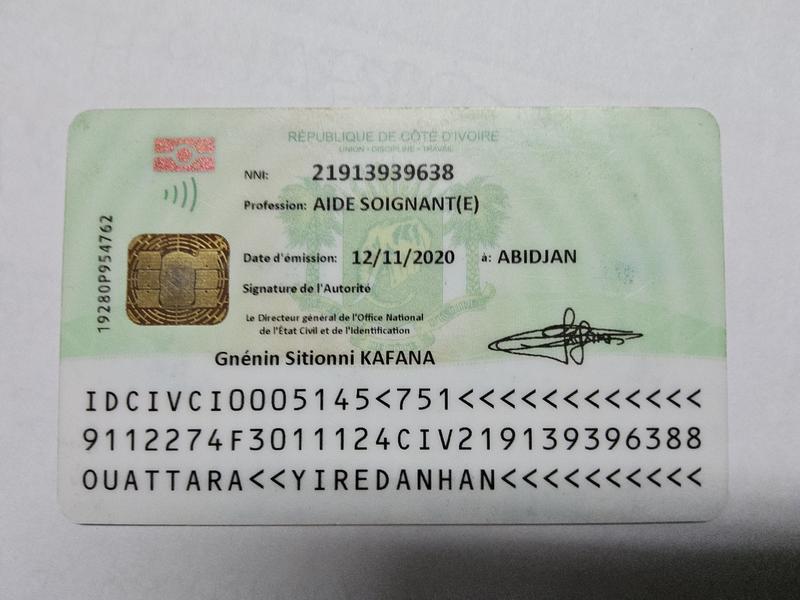 RÉPUBLIQUE DE CÔTE D'IVOIRE
UNION - DISCIPLINE - TRAVAIL
NNI: 21913939638
Profession: AIDE SOIGNANT(E)
19280P954762
Date d'émission: 12/11/2020 à: ABIDJAN
Signature de l'Autorité
Le Directeur général de l'Office National
de l'État Civil et de l'Identification
Gnénin Sitionni KAFANA
IDCIVCI0005145<751<<<<<<<<<<<<
9112274F3011124CIV219139396388
OUATTARA<<YIREDANHAN<<<<<<<<<<